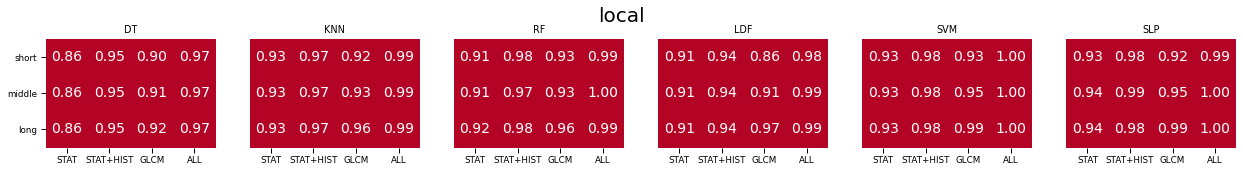 local
DT KNN RF LDF SVM SLP
short 0.86 0.95 0.90 0.97 0.93 0.97 0.92 0.99 0.91 0.98 0.93 0.99 0.91 0.94 0.86 0.98 0.93 0.98 0.93 1.00 0.93 0.98 0.92 0.99
middle 0.86 0.95 0.91 0.97 0.93 0.97 0.93 0.99 0.91 0.97 0.93 1.00 0.91 0.94 0.91 0.99 0.93 0.98 0.95 1.00 0.94 0.99 0.95 1.00
long 0.86 0.95 0.92 0.97 0.93 0.97 0.96 0.99 0.92 0.98 0.96 0.99 0.91 0.94 0.97 0.99 0.93 0.98 0.99 1.00 0.94 0.98 0.99 1.00
STAT STAT+HIST GLCM ALL STAT STAT+HIST GLCM ALL STAT STAT+HIST GLCM ALL STAT STAT+HIST GLCM ALL STAT STAT+HIST GLCM ALL STAT STAT+HIST GLCM ALL